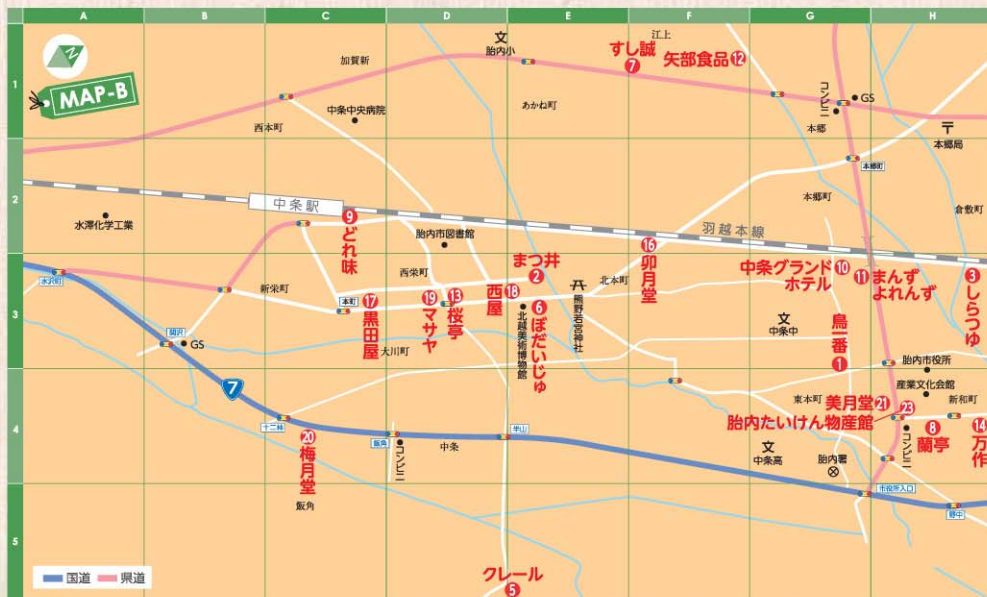 A B C D E F G H
1
2
3
4
5
N
MAP-B
江上
文
胎内小
すし誠
7
矢部食品
12
加賀新
中条中央病院
あかね町
コンビニ
GS
西本町
本郷
〒
本郷局
本郷町
本郷町
倉敷町
中条駅
9
どれ味
羽越本線
水澤化学工業
胎内市図書館
16
卯月堂
水沢町
西栄町
まつ井
2
北本町
中条グランド
ホテル
10
11
まんず
よれんず
3
しらつゆ
新栄町
本町
17
黒田屋
19
マサヤ
13
桜亭
西屋
18
6
ぼだいじゅ
北越美術博物館
熊野若宮神社
文
中条中
鳥一番
1
関沢
GS
大川町
胎内市役所
産業文化会館
7
東本町
美月堂
21
新和町
胎内たいけん物産館
23
十二林
20
梅月堂
飯角
コンビニ
中条
半山
文
中条高
胎内署
コンビニ
8
蘭亭
14
万作
飯角
市役所入口
野中
クレール
5
国道
県道